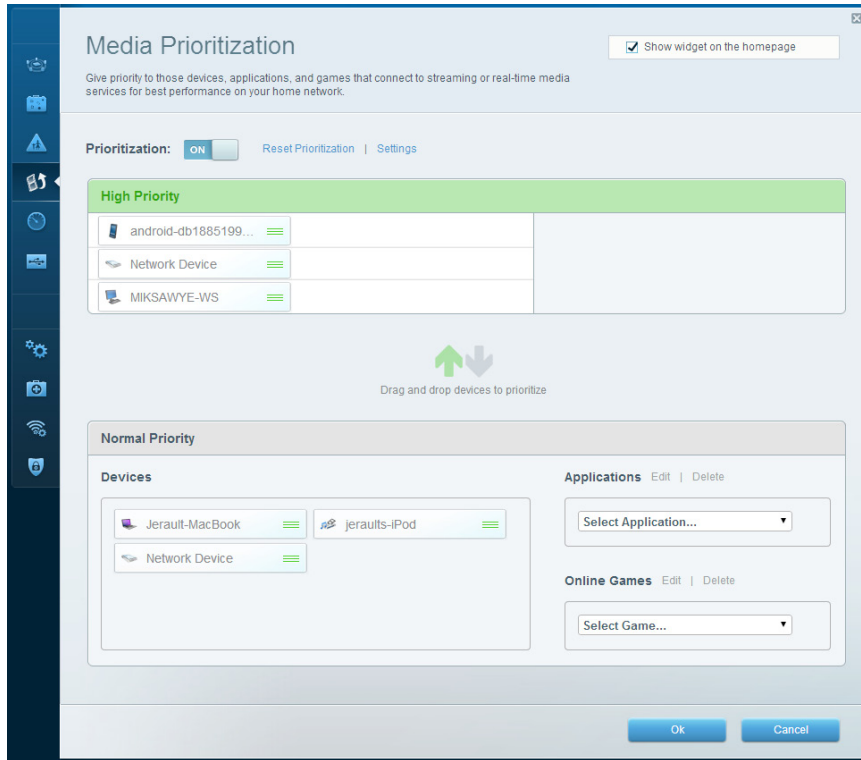 Media Prioritization
Show widget on the homepage
Give priority to those devices, applications, and games that connect to streaming or real-time media
services for best performance on your home network.
Prioritization: ON Reset Prioritization | Settings
High Priority
android-db1885199...
Network Device
MIKSAWYE-WS
Drag and drop devices to prioritize
Normal Priority
Devices
Jerault-MacBook
jeraults-iPod
Network Device
Applications Edit | Delete
Select Application...
Online Games Edit | Delete
Select Game...
Ok
Cancel